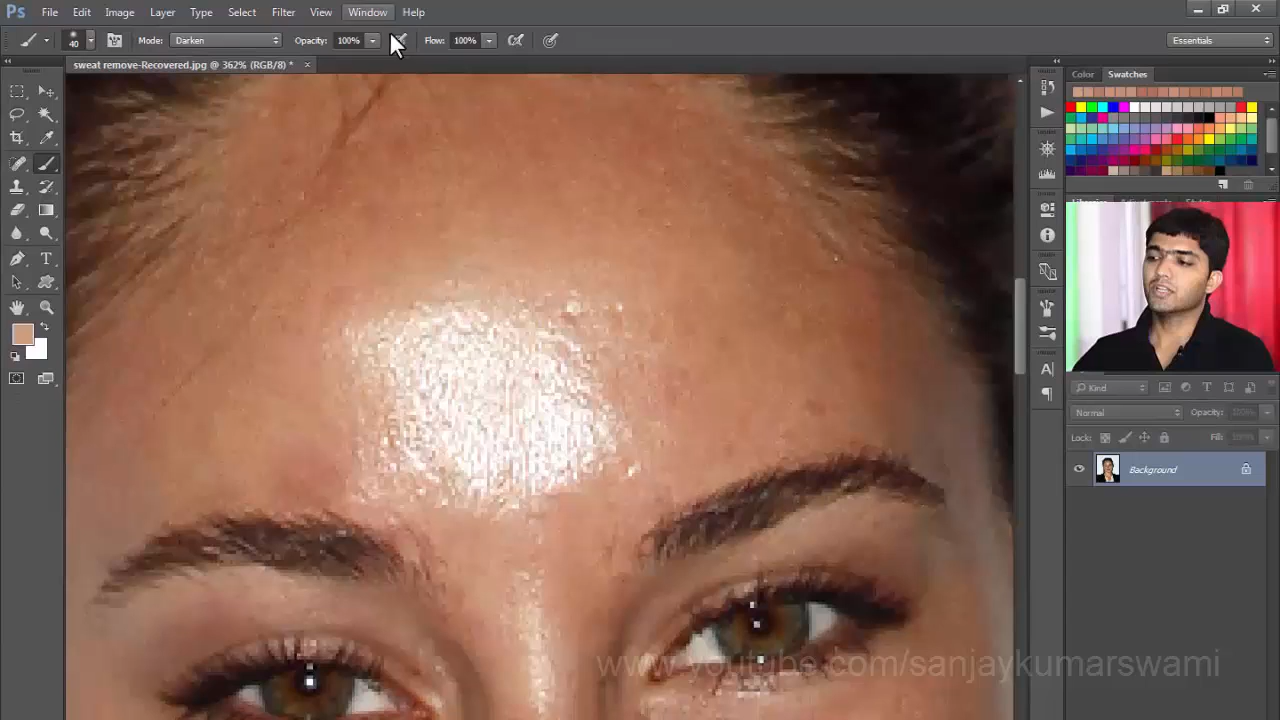 Ps File Edit Image Layer Type Select Filter View Window Help
40 Mode: Darken Opacity: 100% Flow: 100% Essentials
sweat remove-Recovered.jpg @ 362% (RGB/8) * ×
Color Swatches
Kind
Normal Opacity: 100%
Lock: Fill: 100%
Background
www.youtube.com/sanjaykumarswami